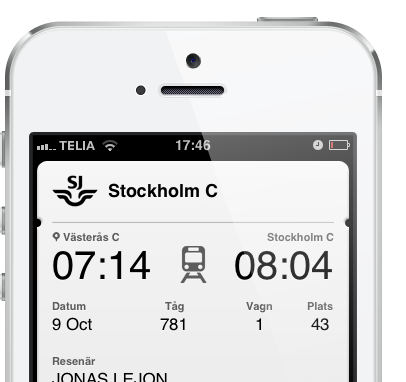 TELIA 17:46
SJ Stockholm C
Västerås C Stockholm C
07:14 08:04
Datum Tåg Vagn Plats
9 Oct 781 1 43
Resenär
JONAS LEJON